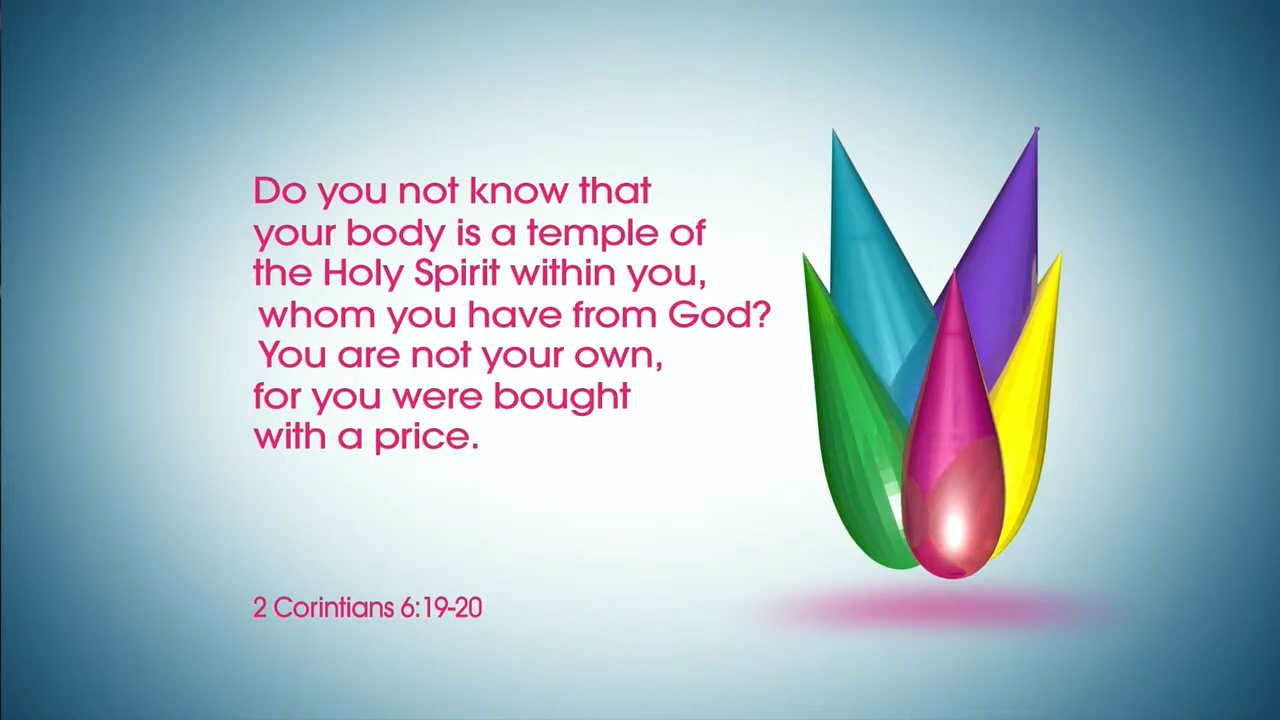 Do you not know that
your body is a temple of
the Holy Spirit within you,
whom you have from God?
You are not your own,
for you were bought
with a price.
2 Corintians 6:19-20